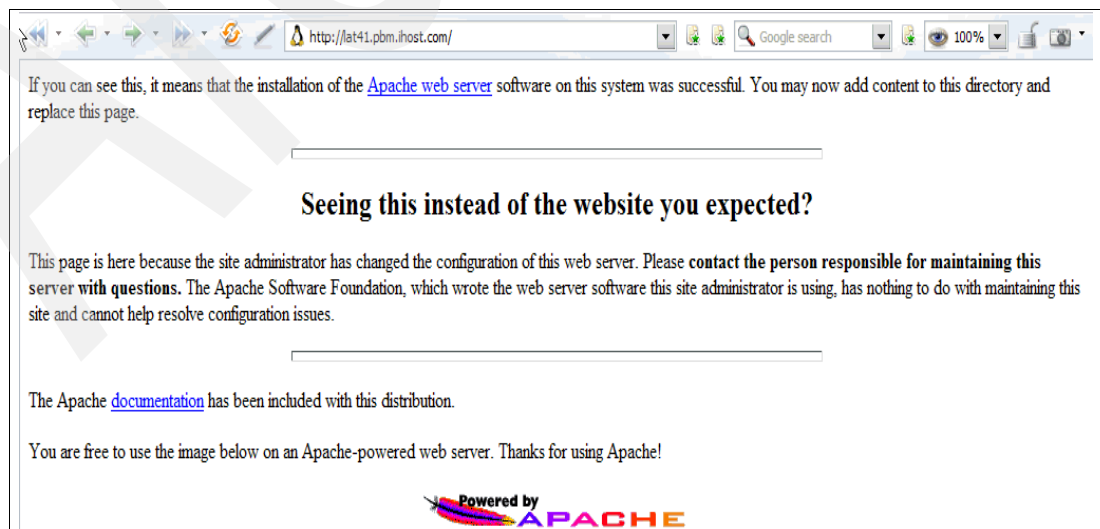 http://lat41.pbm.ihost.com/
Google search
100%
If you can see this, it means that the installation of the Apache web server software on this system was successful. You may now add content to this directory and
replace this page.
Seeing this instead of the website you expected?
This page is here because the site administrator has changed the configuration of this web server. Please contact the person responsible for maintaining this
server with questions. The Apache Software Foundation, which wrote the web server software this site administrator is using, has nothing to do with maintaining this
site and cannot help resolve configuration issues.
The Apache documentation has been included with this distribution.
You are free to use the image below on an Apache-powered web server. Thanks for using Apache!
Powered by
APACHE